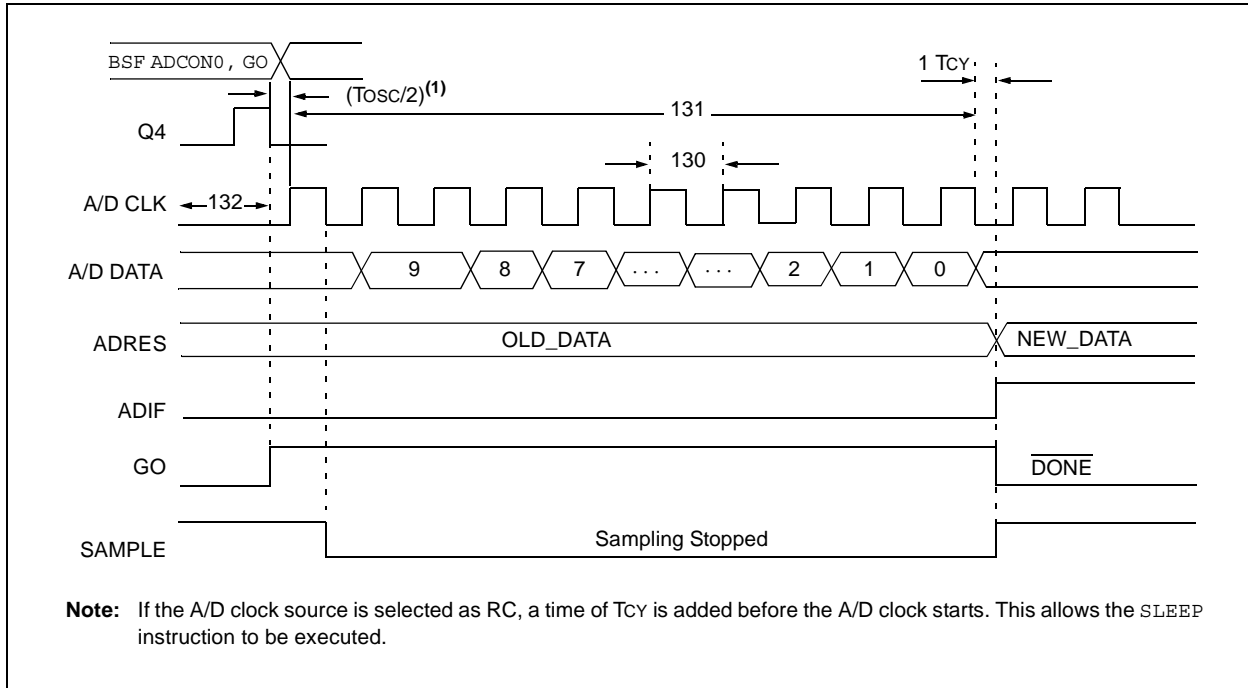 BSF ADCON0, GO
1 TCY
(TOSC/2)(1)
131
Q4
130
A/D CLK
132
A/D DATA
9 8 7 . . . . . . 2 1 0
ADRES
OLD_DATA
NEW_DATA
ADIF
GO
DONE
SAMPLE
Sampling Stopped
Note: If the A/D clock source is selected as RC, a time of TCY is added before the A/D clock starts. This allows the SLEEP
instruction to be executed.